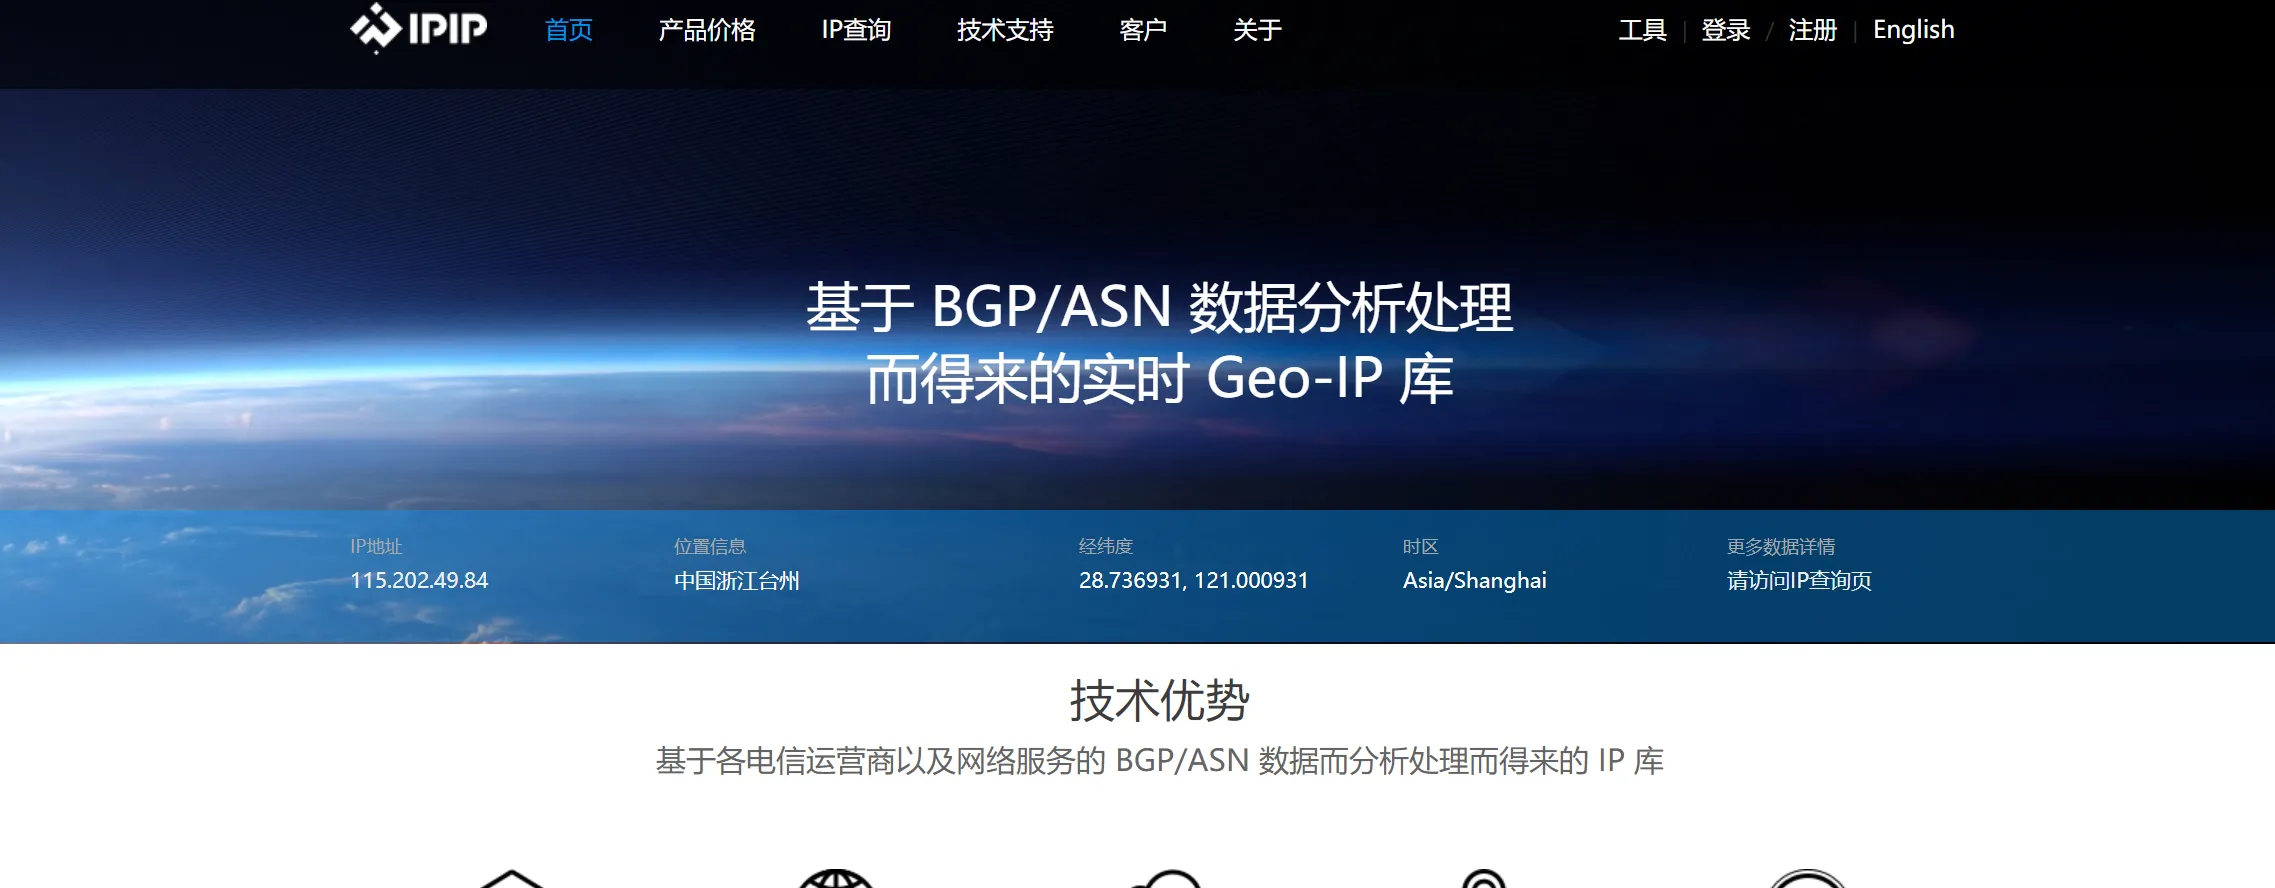 IPIP 首页 产品价格 IP查询 技术支持 客户 关于 工具 | 登录 / 注册 | English
基于 BGP/ASN 数据分析处理
而得来的实时 Geo-IP 库
IP地址 位置信息 经纬度 时区 更多数据详情
115.202.49.84 中国浙江台州 28.736931, 121.000931 Asia/Shanghai 请访问IP查询页
技术优势
基于各电信运营商以及网络服务的 BGP/ASN 数据而分析处理而得来的 IP 库